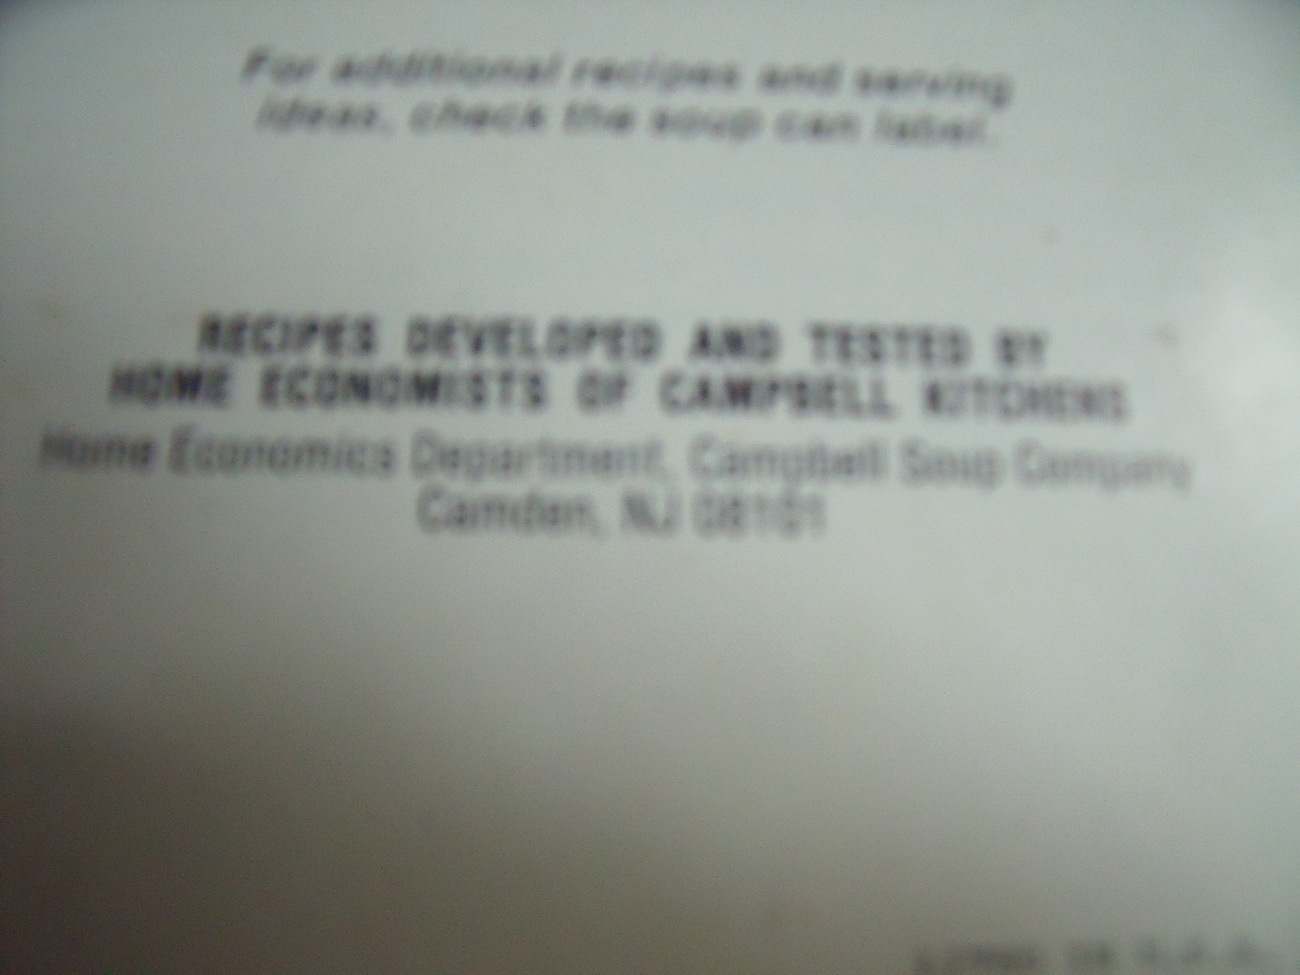 For additional recipes and serving
ideas, check the soup can label.
RECIPES DEVELOPED AND TESTED BY
HOME ECONOMISTS OF CAMPBELL KITCHENS
Home Economics Department, Campbell Soup Company
Camden, NJ 08101